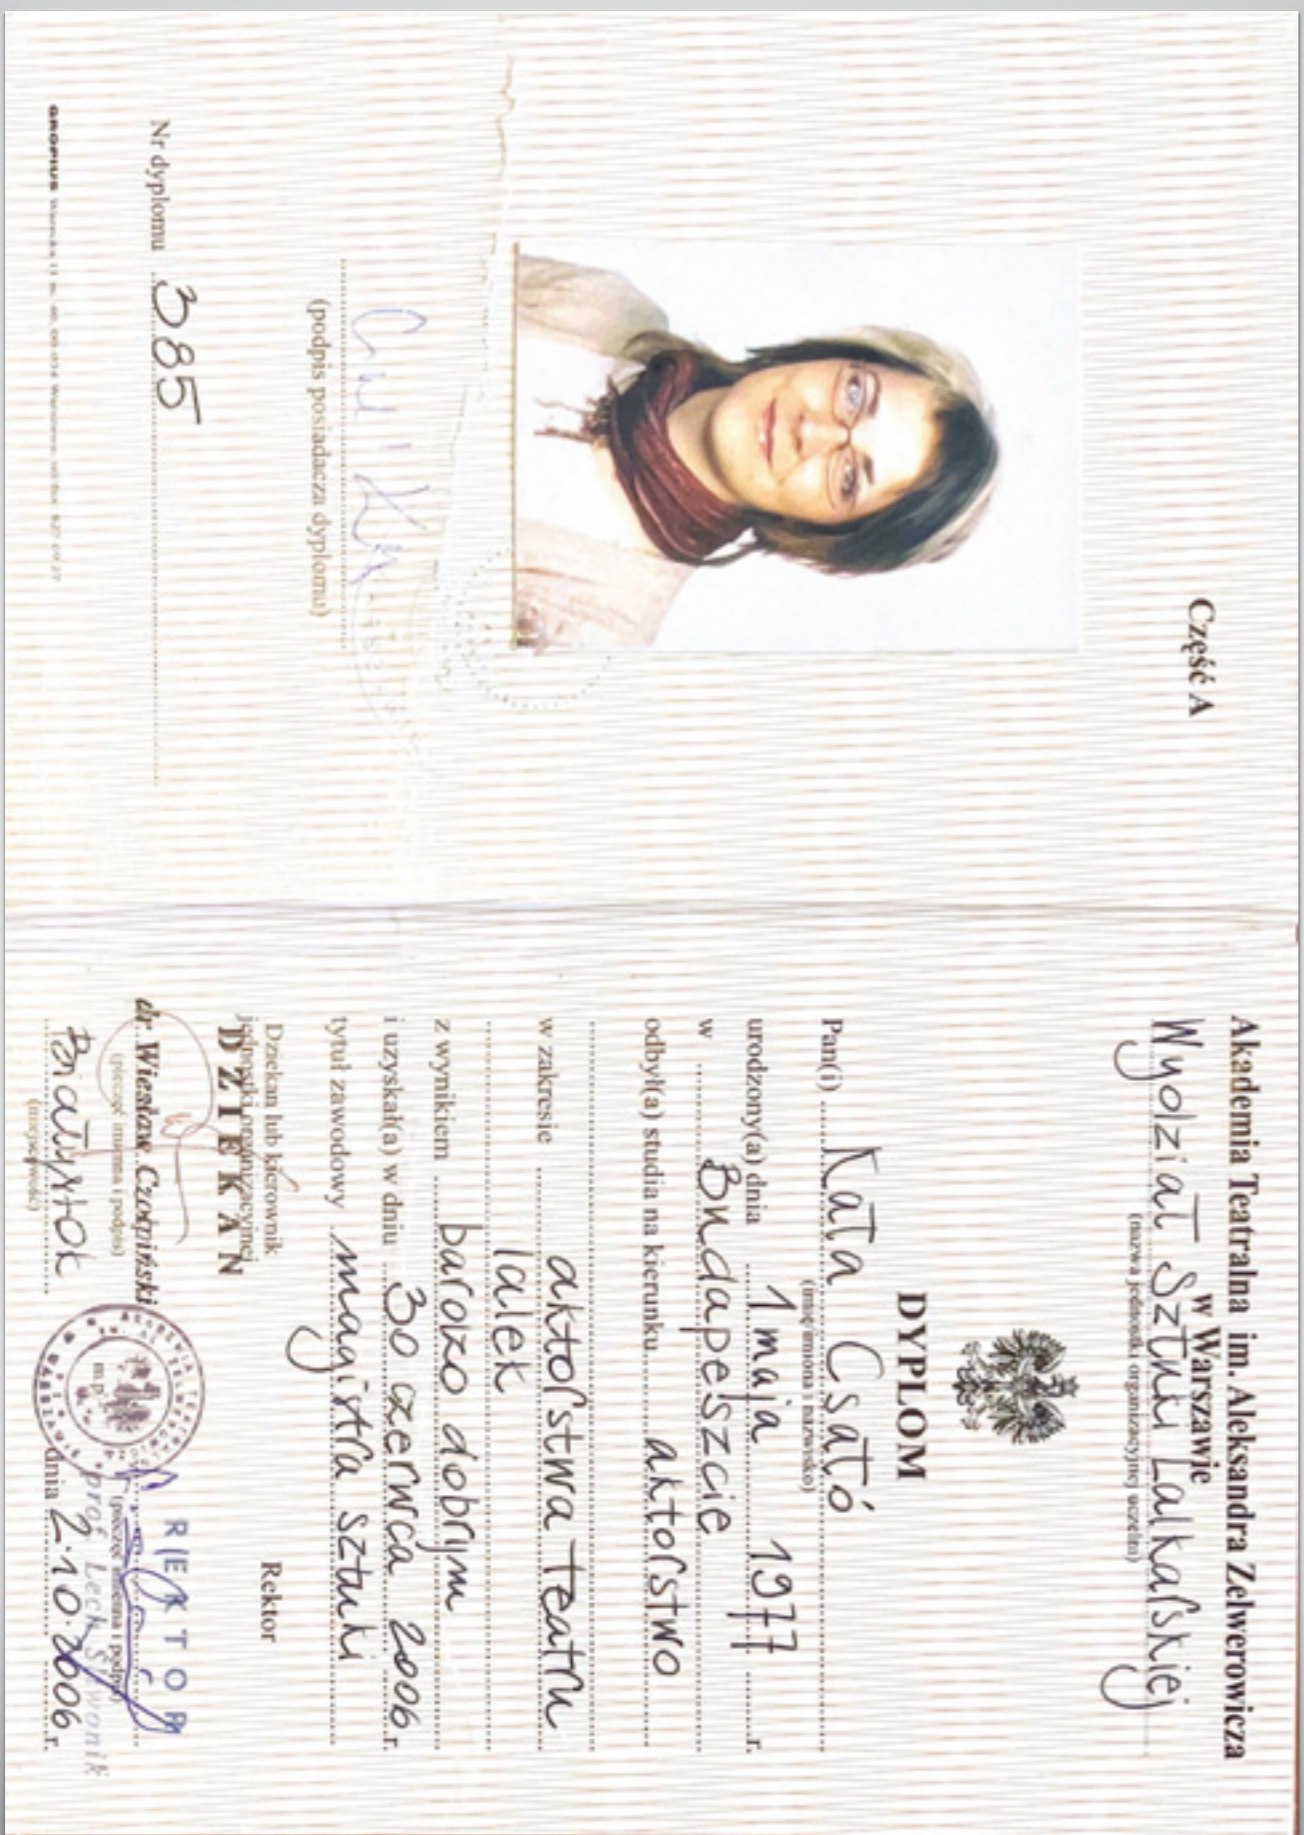 Część A
(podpis posiadacza dyplomu)
Nr dyplomu 385
GROPIUS
Akademia Teatralna im. Aleksandra Zelwerowicza
w Warszawie
Wydział Sztuki Lalkarskiej
(nazwa jednostki organizacyjnej uczelni)
DYPLOM
Pan(i) Kata Csató
(imię/imiona i nazwisko)
urodzony(a) dnia 1 maja 1977 r.
w Budapeszcie
odbył(a) studia na kierunku aktorstwo
w zakresie aktorstwa teatru
lalek
z wynikiem bardzo dobrym
i uzyskał(a) w dniu 30 czerwca 2006 r.
tytuł zawodowy magistra sztuki
Dziekan lub kierownik
jednostki organizacyjnej
Rektor
DZIEKAN
REKTOR
dr Wiesław Czołpiński
(pieczęć imienna i podpis)
(pieczęć imienna i podpis)
prof. Lech Śliwonik
m.p.
Białystok dnia 2.10.2006 r.
(miejscowość)